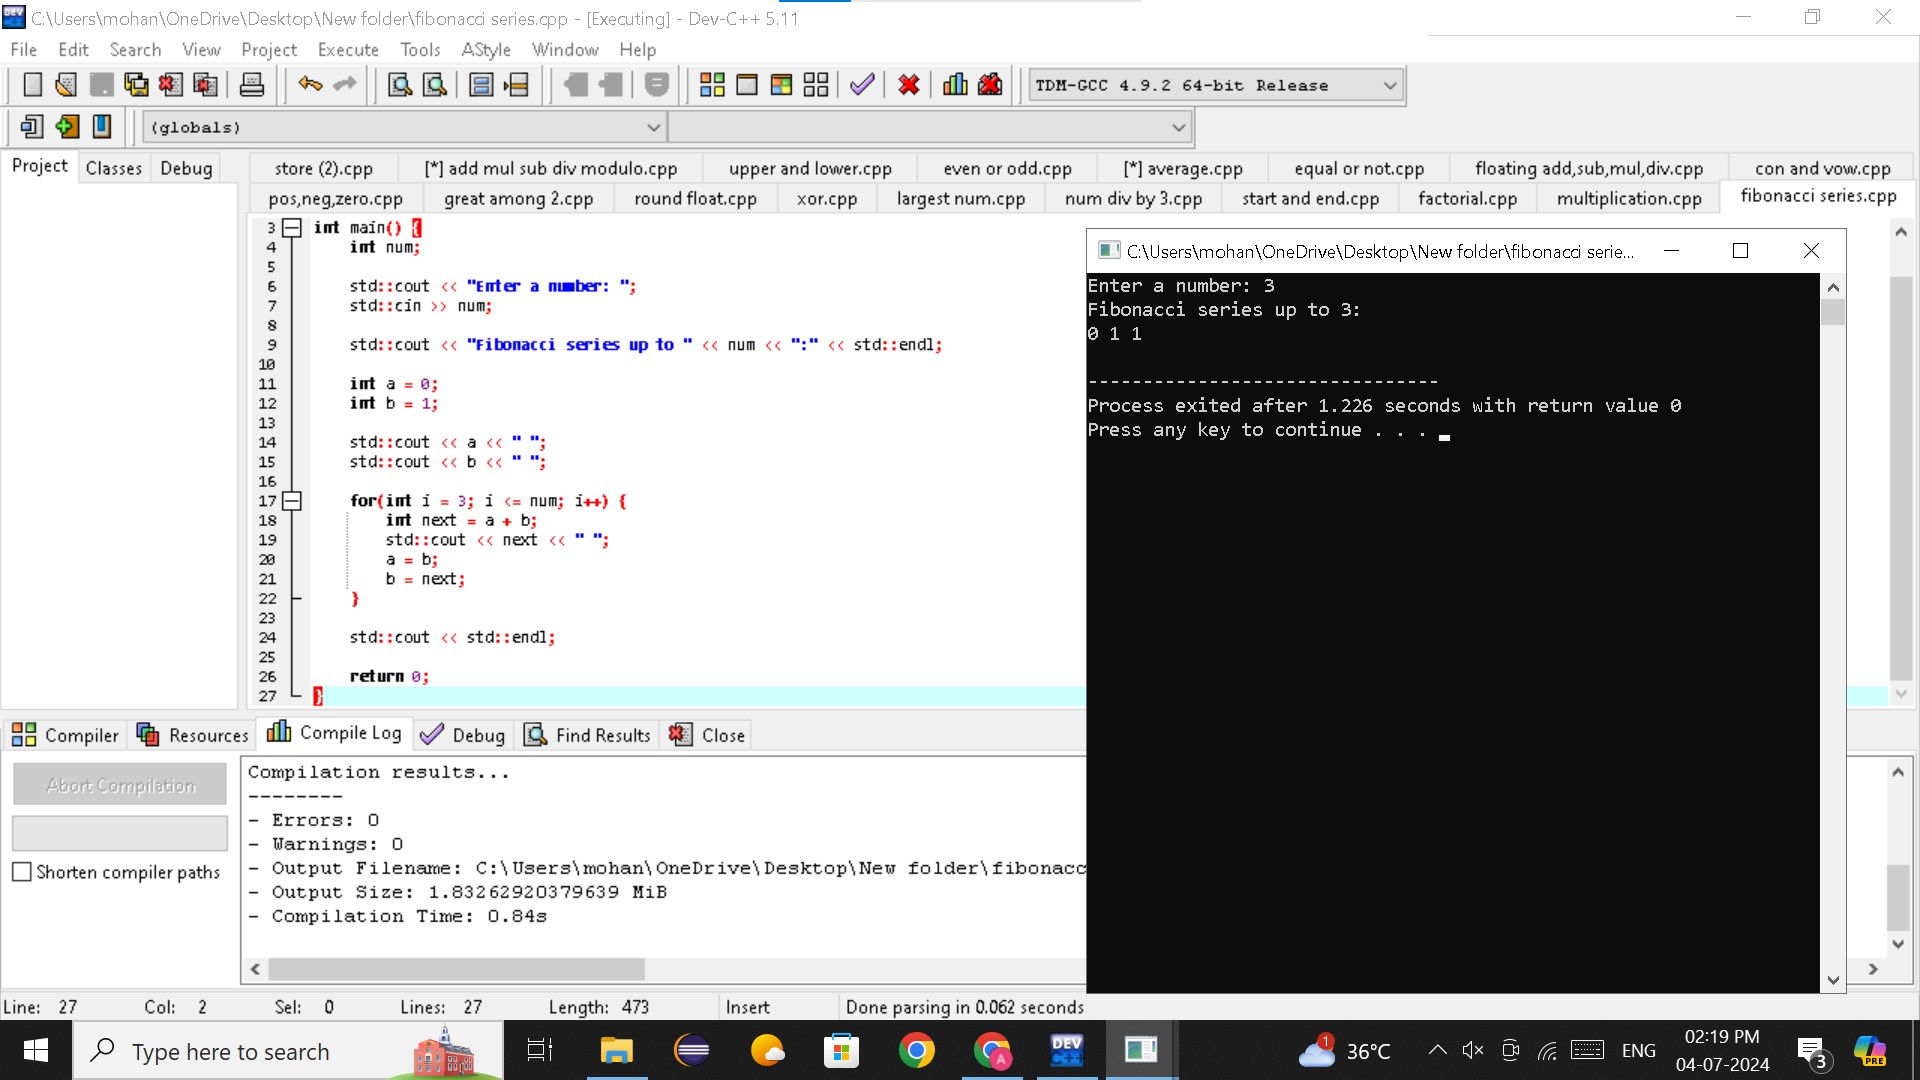 C:\Users\mohan\OneDrive\Desktop\New folder\fibonacci series.cpp - [Executing] - Dev-C++ 5.11
File Edit Search View Project Execute Tools AStyle Window Help
TDM-GCC 4.9.2 64-bit Release
(globals)
Project Classes Debug
store (2).cpp [*] add mul sub div modulo.cpp upper and lower.cpp even or odd.cpp [*] average.cpp equal or not.cpp floating add,sub,mul,div.cpp con and vow.cpp
pos,neg,zero.cpp great among 2.cpp round float.cpp xor.cpp largest num.cpp num div by 3.cpp start and end.cpp factorial.cpp multiplication.cpp fibonacci series.cpp
3 int main() {
4 int num;
5
6 std::cout << "Enter a number: ";
7 std::cin >> num;
8
9 std::cout << "Fibonacci series up to " << num << ":" << std::endl;
10
11 int a = 0;
12 int b = 1;
13
14 std::cout << a << " ";
15 std::cout << b << " ";
16
17 for(int i = 3; i <= num; i++) {
18 int next = a + b;
19 std::cout << next << " ";
20 a = b;
21 b = next;
22 }
23
24 std::cout << std::endl;
25
26 return 0;
27 }
C:\Users\mohan\OneDrive\Desktop\New folder\fibonacci serie...
Enter a number: 3
Fibonacci series up to 3:
0 1 1
--------------------------------
Process exited after 1.226 seconds with return value 0
Press any key to continue . . .
Compiler Resources Compile Log Debug Find Results Close
Abort Compilation
Shorten compiler paths
Compilation results...
--------
- Errors: 0
- Warnings: 0
- Output Filename: C:\Users\mohan\OneDrive\Desktop\New folder\fibonacc
- Output Size: 1.83262920379639 MiB
- Compilation Time: 0.84s
Line: 27 Col: 2 Sel: 0 Lines: 27 Length: 473 Insert Done parsing in 0.062 seconds
Type here to search
DEV C++
A
1
36°C
ENG
02:19 PM
04-07-2024
3
PRE